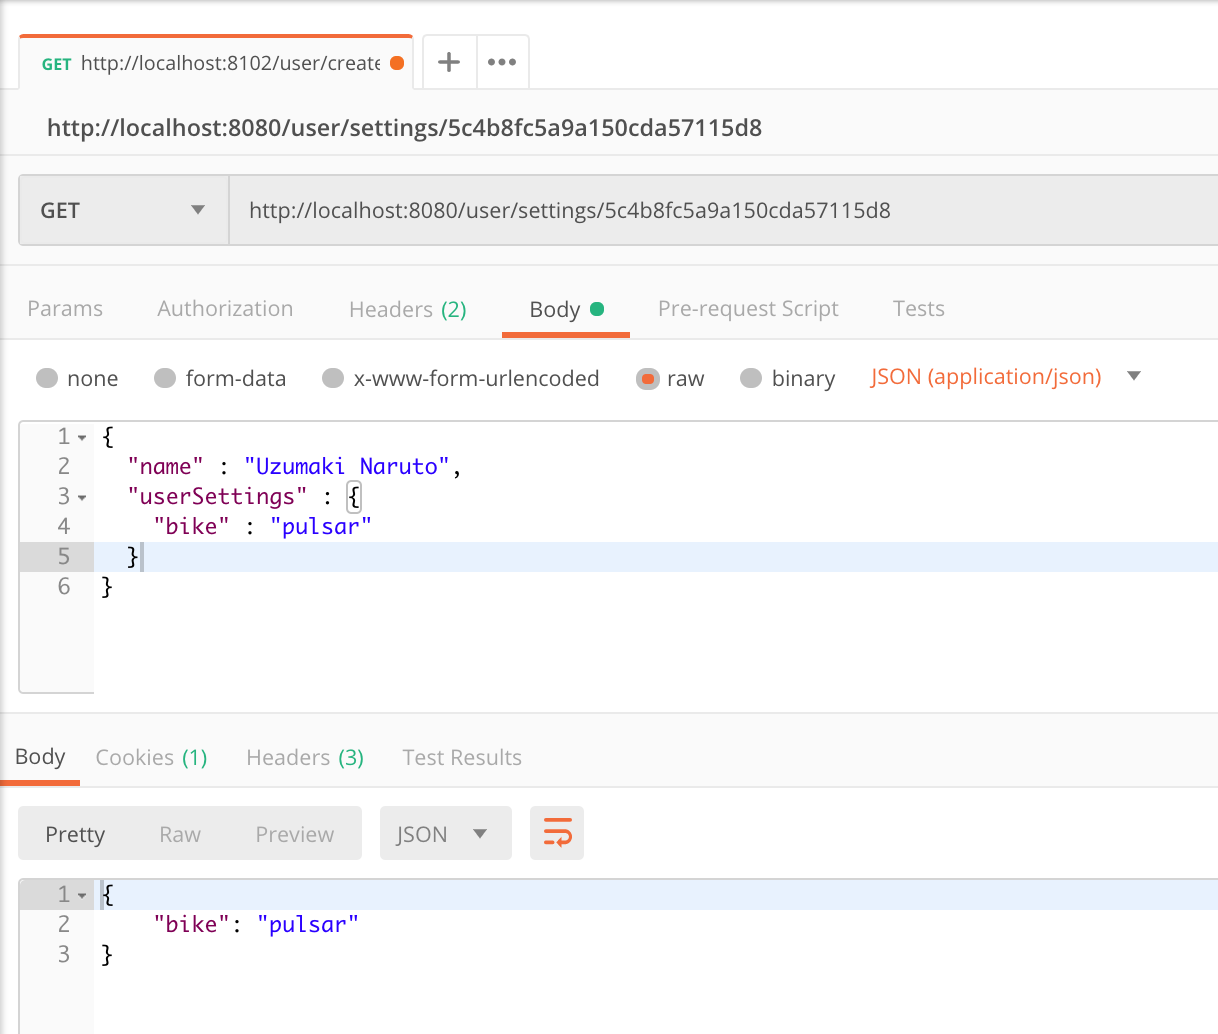 GET http://localhost:8102/user/create
http://localhost:8080/user/settings/5c4b8fc5a9a150cda57115d8
GET http://localhost:8080/user/settings/5c4b8fc5a9a150cda57115d8
Params Authorization Headers (2) Body Pre-request Script Tests
none form-data x-www-form-urlencoded raw binary JSON (application/json)
1 {
2 "name" : "Uzumaki Naruto",
3 "userSettings" : {
4 "bike" : "pulsar"
5 }
6 }
Body Cookies (1) Headers (3) Test Results
Pretty Raw Preview JSON
1 {
2 "bike": "pulsar"
3 }